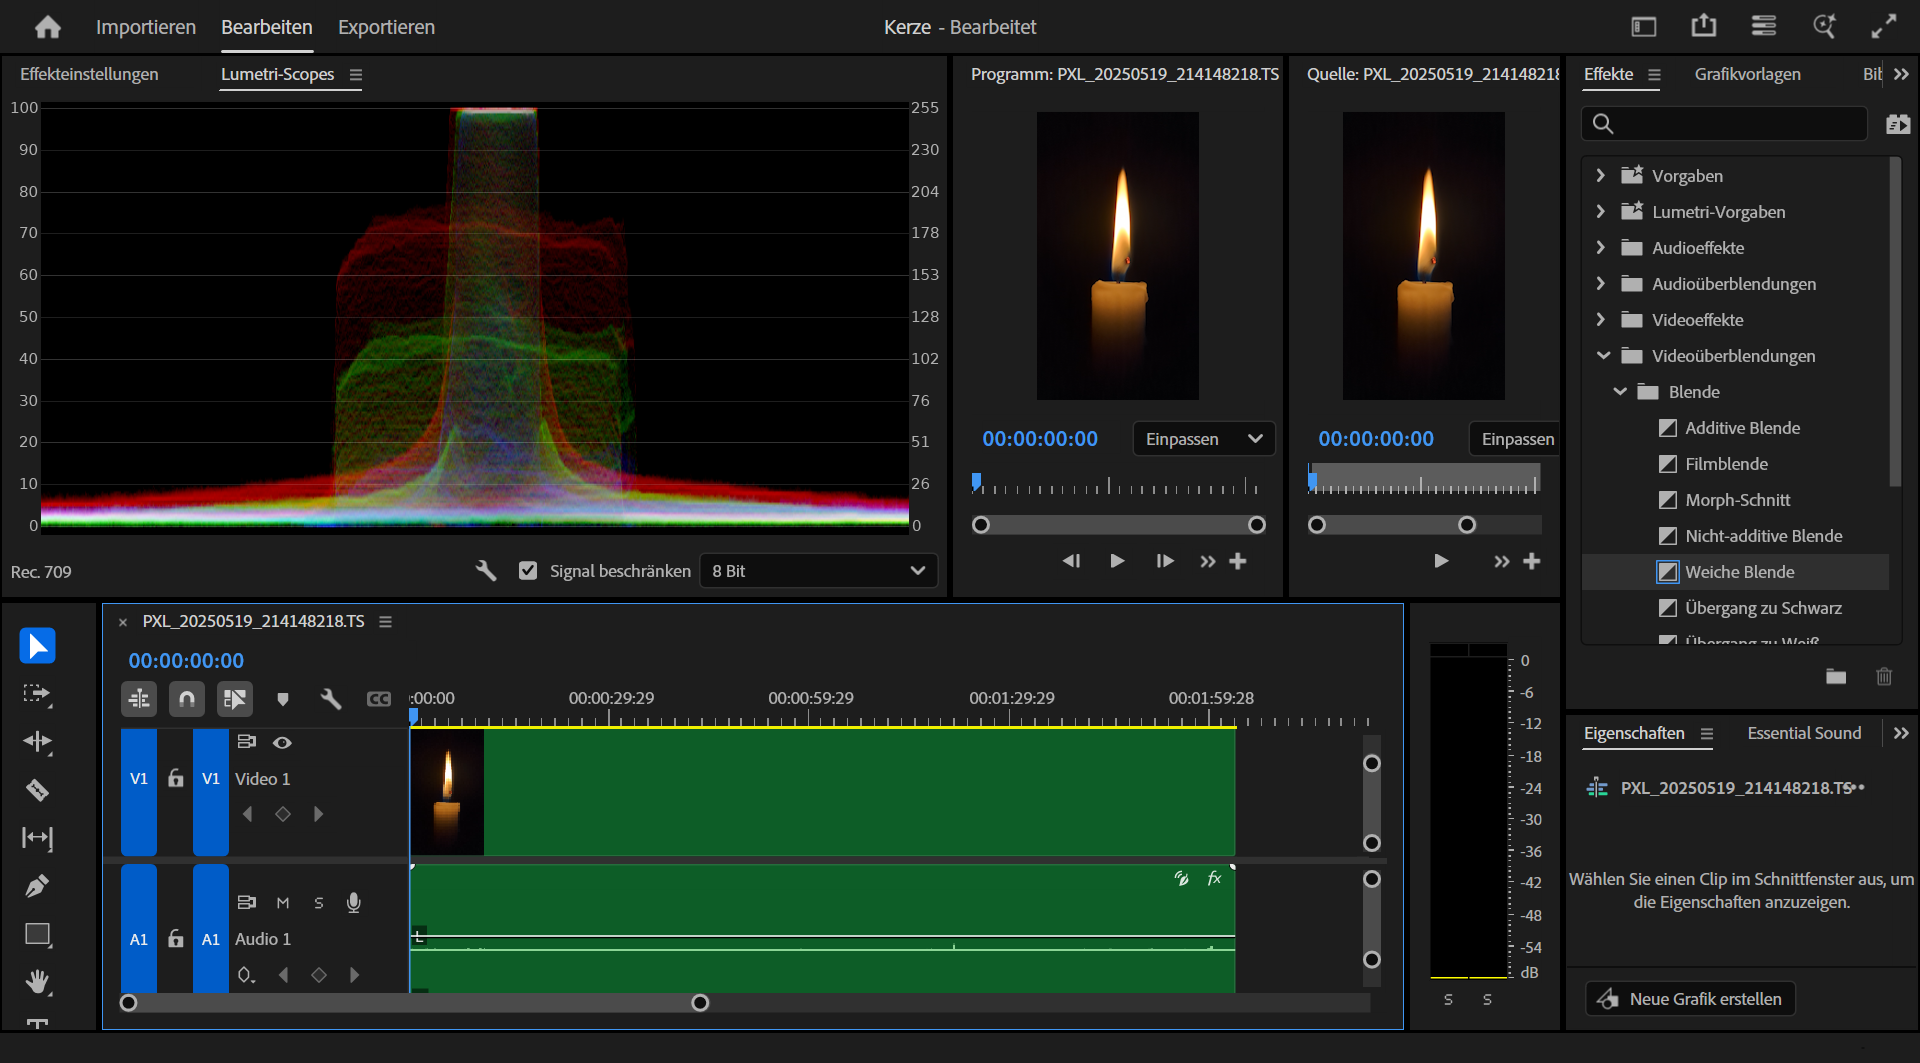 Importieren Bearbeiten Exportieren
Kerze - Bearbeitet
Effekteinstellungen Lumetri-Scopes
100 255
90 230
80 204
70 178
60 153
50 128
40 102
30 76
20 51
10 26
0 0
Rec. 709 Signal beschränken 8 Bit
Programm: PXL_20250519_214148218.TS
00:00:00:00 Einpassen
Quelle: PXL_20250519_214148218
00:00:00:00 Einpassen
Effekte Grafikvorlagen Bil
Vorgaben
Lumetri-Vorgaben
Audioeffekte
Audioüberblendungen
Videoeffekte
Videoüberblendungen
Blende
Additive Blende
Filmblende
Morph-Schnitt
Nicht-additive Blende
Weiche Blende
Übergang zu Schwarz
Übergang zu Weiß
× PXL_20250519_214148218.TS
00:00:00:00
CC :00:00 00:00:29:29 00:00:59:29 00:01:29:29 00:01:59:28
V1 V1 Video 1
M S fx
A1 A1 Audio 1
L
0
-6
-12
-18
-24
-30
-36
-42
-48
-54
dB
S S
Eigenschaften Essential Sound
PXL_20250519_214148218.TS
Wählen Sie einen Clip im Schnittfenster aus, um
die Eigenschaften anzuzeigen.
Neue Grafik erstellen